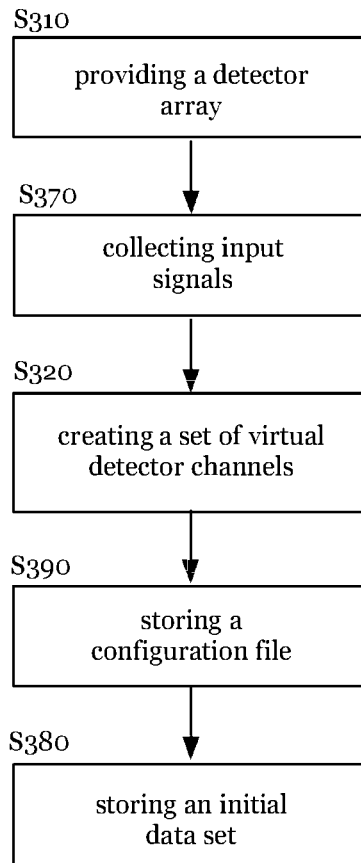 S310
providing a detector
array
S370
collecting input
signals
S320
creating a set of virtual
detector channels
S390
storing a
configuration file
S380
storing an initial
data set